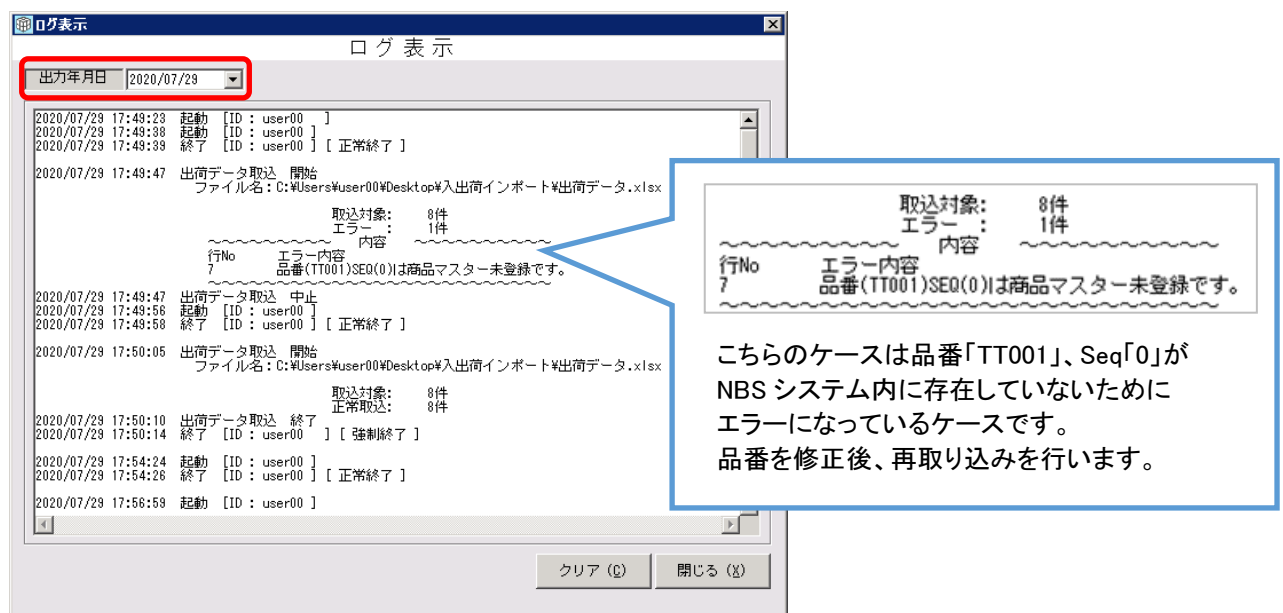 ログ表示
ログ表示
出力年月日 2020/07/29
2020/07/29 17:49:23 起動 [ID : user00 ]
2020/07/29 17:49:38 起動 [ID : user00 ]
2020/07/29 17:49:39 終了 [ID : user00 ] [ 正常終了 ]
2020/07/29 17:49:47 出荷データ取込 開始
ファイル名：C:¥Users¥user00¥Desktop¥入出荷インポート¥出荷データ.xlsx
取込対象: 8件
エラー : 1件
～～～～～～～～～ 内容 ～～～～～～～～～～
行No エラー内容
7 品番(TT001)SEQ(0)は商品マスター未登録です。
～～～～～～～～～～～～～～～～～～～～～～～～～
2020/07/29 17:49:47 出荷データ取込 中止
2020/07/29 17:49:56 起動 [ID : user00 ]
2020/07/29 17:49:58 終了 [ID : user00 ] [ 正常終了 ]
2020/07/29 17:50:05 出荷データ取込 開始
ファイル名：C:¥Users¥user00¥Desktop¥入出荷インポート¥出荷データ.xlsx
取込対象: 8件
正常取込: 8件
2020/07/29 17:50:10 出荷データ取込 終了
2020/07/29 17:50:14 終了 [ID : user00 ] [ 強制終了 ]
2020/07/29 17:54:24 起動 [ID : user00 ]
2020/07/29 17:54:26 終了 [ID : user00 ] [ 正常終了 ]
2020/07/29 17:56:59 起動 [ID : user00 ]
クリア (C) 閉じる (X)
取込対象: 8件
エラー : 1件
～～～～～～～～～ 内容 ～～～～～～～～～～
行No エラー内容
7 品番(TT001)SEQ(0)は商品マスター未登録です。
～～～～～～～～～～～～～～～～～～～～～～～～～
こちらのケースは品番「TT001」、Seq「0」が
NBS システム内に存在していないために
エラーになっているケースです。
品番を修正後、再取り込みを行います。